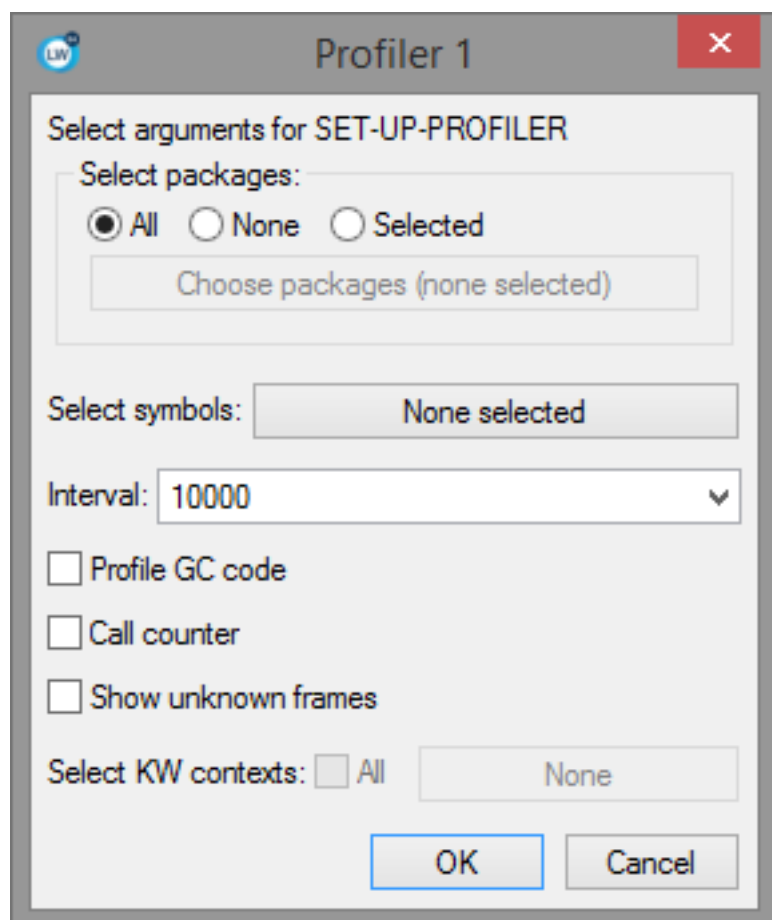 LW
Profiler 1
Select arguments for SET-UP-PROFILER
Select packages:
All None Selected
Choose packages (none selected)
Select symbols: None selected
Interval: 10000
Profile GC code
Call counter
Show unknown frames
Select KW contexts: All None
OK Cancel